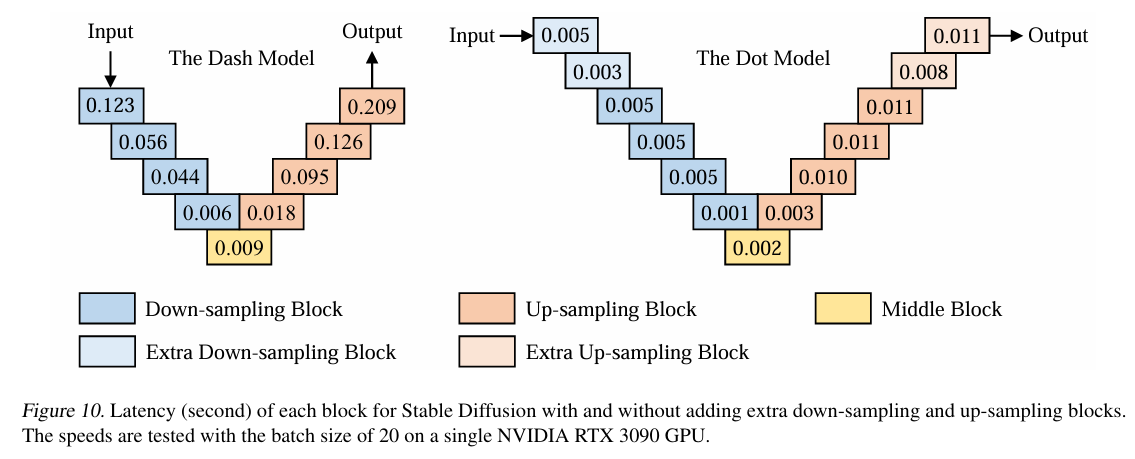 Input
The Dash Model
Output
0.123
0.209
0.056
0.126
0.044
0.095
0.006
0.018
0.009
Input
0.005
The Dot Model
0.011
Output
0.003
0.008
0.005
0.011
0.005
0.011
0.005
0.010
0.001
0.003
0.002
Down-sampling Block
Up-sampling Block
Middle Block
Extra Down-sampling Block
Extra Up-sampling Block
Figure 10. Latency (second) of each block for Stable Diffusion with and without adding extra down-sampling and up-sampling blocks.
The speeds are tested with the batch size of 20 on a single NVIDIA RTX 3090 GPU.